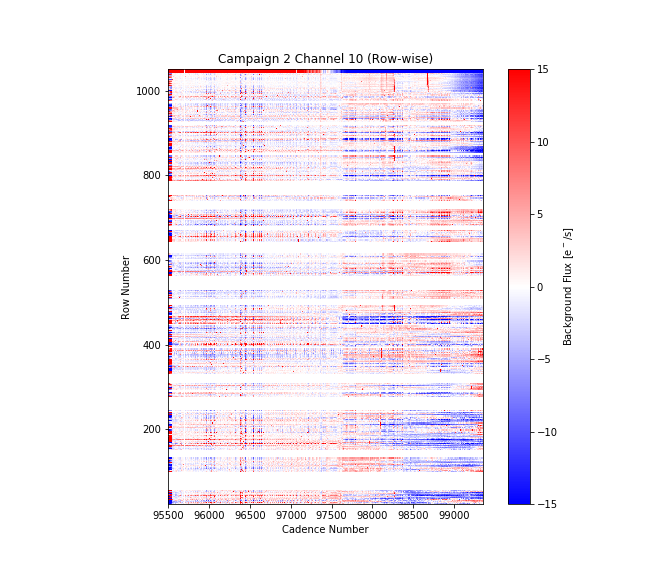 Campaign 2 Channel 10 (Row-wise)
Row Number
1000
800
600
400
200
95500 96000 96500 97000 97500 98000 98500 99000
Cadence Number
15
10
5
0
−5
−10
−15
Background Flux [e⁻/s]